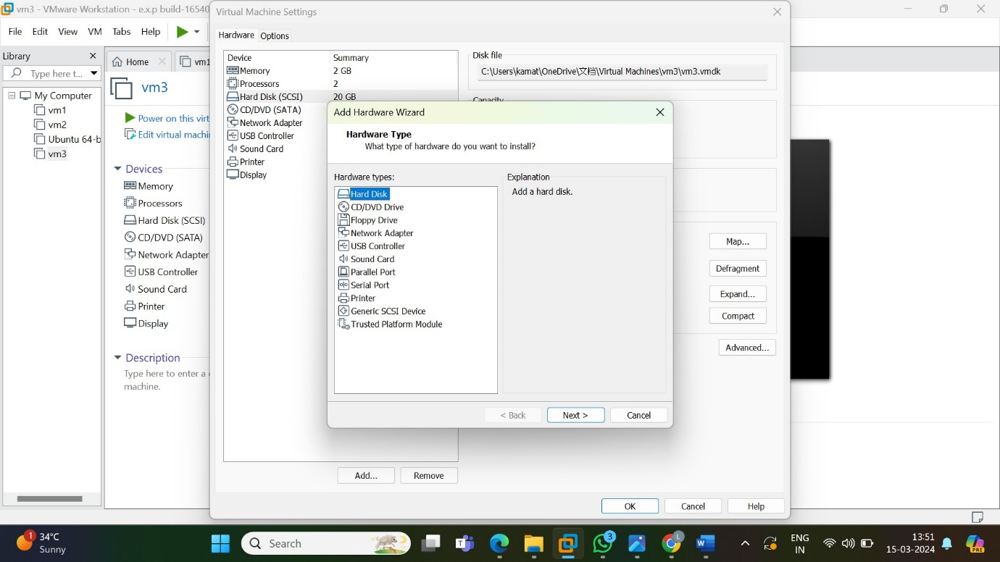 vm3 - VMware Workstation - e.x.p build-16540
File Edit View VM Tabs Help
Library
Type here t...
My Computer
vm1
vm2
Ubuntu 64-b
vm3
Home
vm1
vm3
Power on this virt
Edit virtual machi
Devices
Memory
Processors
Hard Disk (SCSI)
CD/DVD (SATA)
Network Adapter
USB Controller
Sound Card
Printer
Display
Description
Type here to enter a
machine.
Virtual Machine Settings
Hardware Options
Device Summary
Memory 2 GB
Processors 2
Hard Disk (SCSI) 20 GB
CD/DVD (SATA)
Network Adapter
USB Controller
Sound Card
Printer
Display
Add... Remove
Disk file
C:\Users\kamat\OneDrive\文档\Virtual Machines\vm3\vm3.vmdk
Capacity
Map...
Defragment
Expand...
Compact
Advanced...
OK Cancel Help
Add Hardware Wizard
Hardware Type
What type of hardware do you want to install?
Hardware types:
Hard Disk
CD/DVD Drive
Floppy Drive
Network Adapter
USB Controller
Sound Card
Parallel Port
Serial Port
Printer
Generic SCSI Device
Trusted Platform Module
Explanation
Add a hard disk.
< Back Next > Cancel
1
34°C
Sunny
Search
3
L
ENG
IN
13:51
15-03-2024
PRE